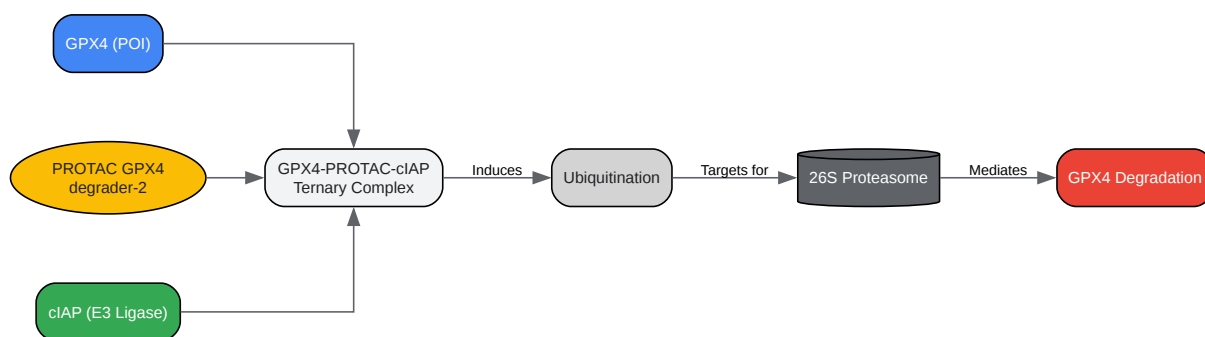 GPX4 (POI)
PROTAC GPX4
degrader-2
cIAP (E3 Ligase)
GPX4-PROTAC-cIAP
Ternary Complex
Induces
Ubiquitination
Targets for
26S Proteasome
Mediates
GPX4 Degradation